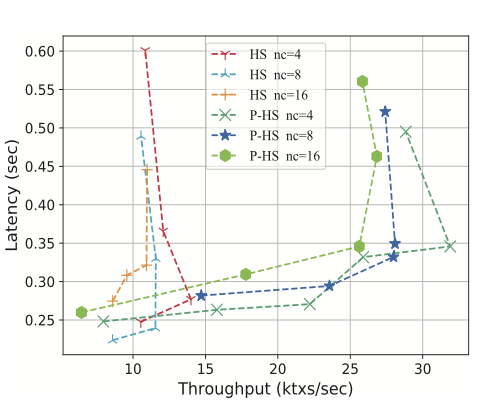 0.60
0.55
0.50
0.45
0.40
0.35
0.30
0.25
Latency (sec)
HS nc=4
HS nc=8
HS nc=16
P-HS nc=4
P-HS nc=8
P-HS nc=16
10 15 20 25 30
Throughput (ktxs/sec)